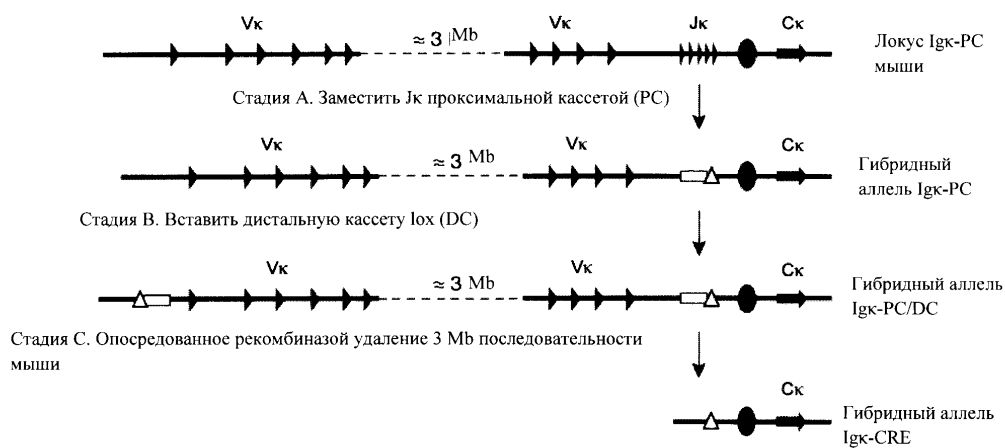 Vκ
Vκ
Jκ
Cκ
≈ 3 Mb
Локус Igκ-PC
мыши
Стадия А. Заместить Jκ проксимальной кассетой (PC)
Vκ
Vκ
Cκ
≈ 3 Mb
Гибридный
аллель Igκ-PC
Стадия В. Вставить дистальную кассету lox (DC)
Vκ
Vκ
Cκ
≈ 3 Mb
Гибридный аллель
Igκ-PC/DC
Стадия С. Опосредованное рекомбиназой удаление 3 Mb последовательности
мыши
Cκ
Гибридный аллель
Igκ-CRE